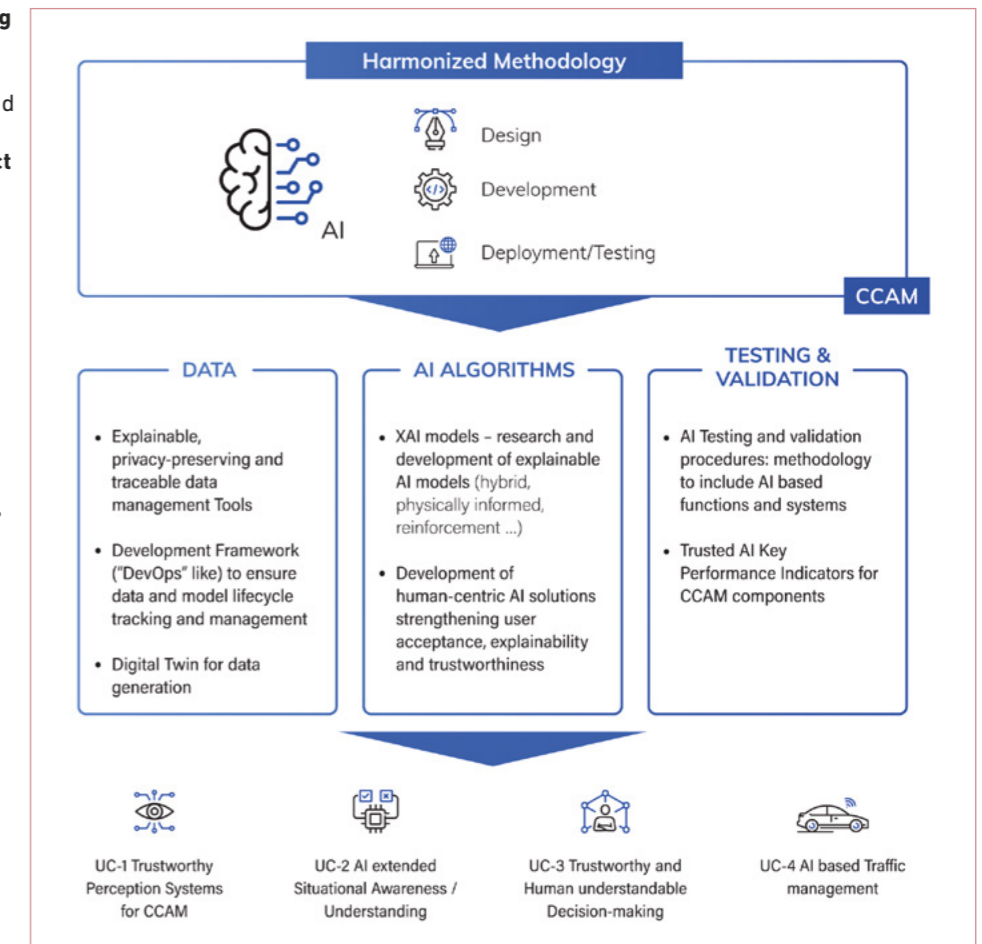 g
d
ct
Harmonized Methodology
AI
Design
Development
Deployment/Testing
CCAM
DATA
• Explainable,
privacy-preserving and
traceable data
management Tools
• Development Framework
("DevOps" like) to ensure
data and model lifecycle
tracking and management
• Digital Twin for data
generation
AI ALGORITHMS
• XAI models – research and
development of explainable
AI models (hybrid,
physically informed,
reinforcement ...)
• Development of
human-centric AI solutions
strengthening user
acceptance, explainability
and trustworthiness
TESTING &
VALIDATION
• AI Testing and validation
procedures: methodology
to include AI based
functions and systems
• Trusted AI Key
Performance Indicators for
CCAM components
UC-1 Trustworthy
Perception Systems
for CCAM
UC-2 AI extended
Situational Awareness /
Understanding
UC-3 Trustworthy and
Human understandable
Decision-making
UC-4 AI based Traffic
management